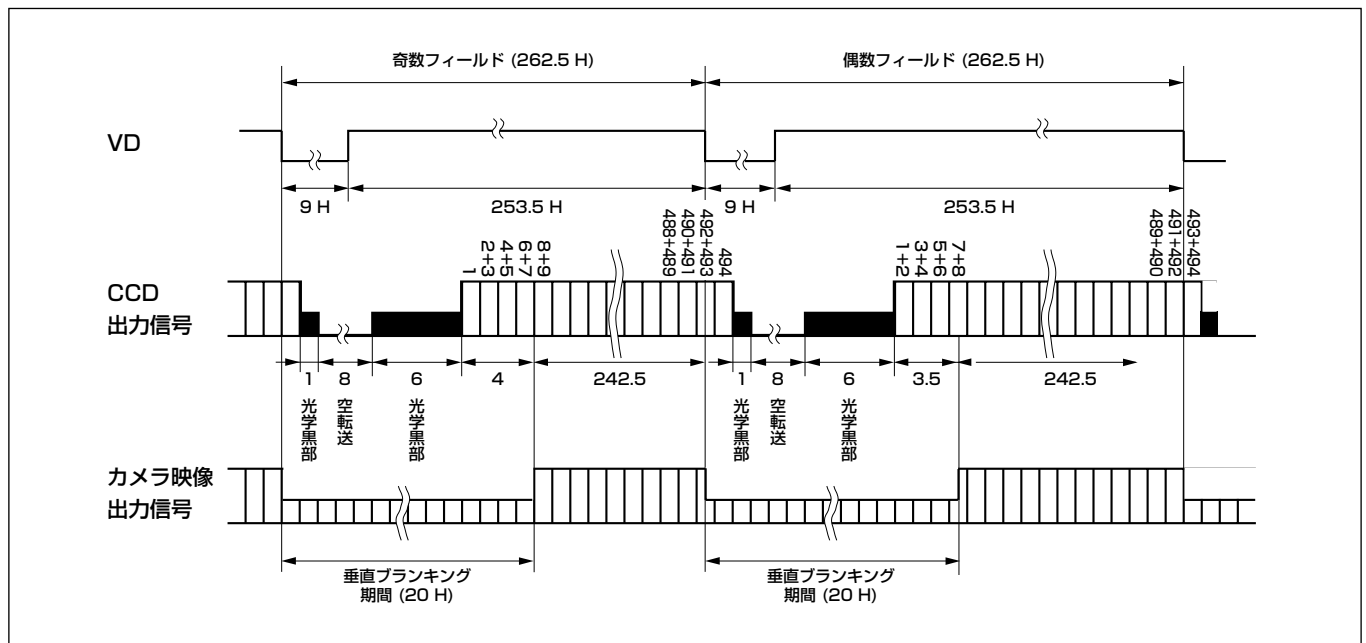 奇数フィールド (262.5 H)
偶数フィールド (262.5 H)
VD
9 H
253.5 H
9 H
253.5 H
CCD
出力信号
1
2+3
4+5
6+7
8+9
488+489
490+491
492+493
494
1+2
3+4
5+6
7+8
489+490
491+492
493+494
1
8
6
4
242.5
1
8
6
3.5
242.5
光学黒部
空転送
光学黒部
光学黒部
空転送
光学黒部
カメラ映像
出力信号
垂直ブランキング
期間 (20 H)
垂直ブランキング
期間 (20 H)